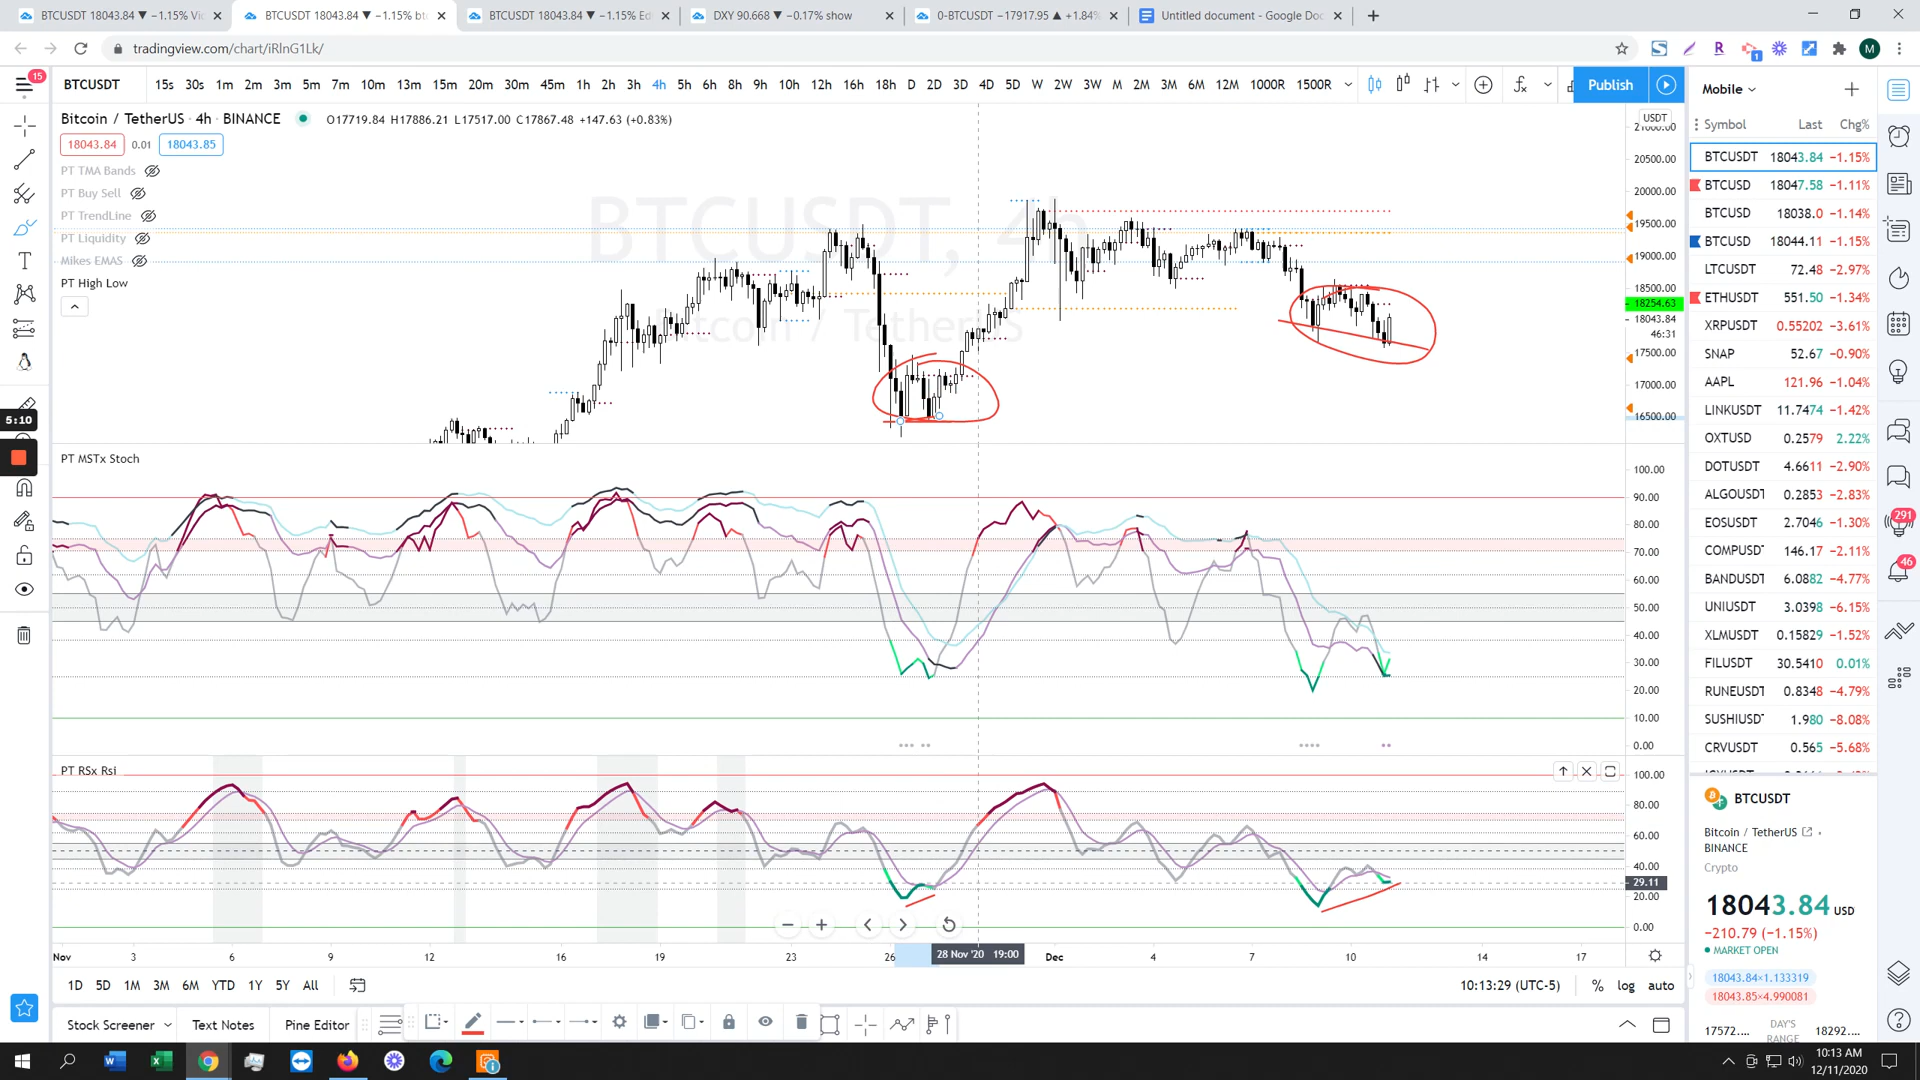 BTCUSDT 18043.84 ▼ −1.15% Vi
BTCUSDT 18043.84 ▼ −1.15% bt
BTCUSDT 18043.84 ▼ −1.15% Ed
DXY 90.668 ▼ −0.17% show
0-BTCUSDT −17917.95 ▲ +1.84%
Untitled document - Google Doc
tradingview.com/chart/iRlnG1Lk/
1
M
15
BTCUSDT
15s 30s 1m 2m 3m 5m 7m 10m 13m 15m 20m 30m 45m 1h 2h 3h 4h 5h 6h 8h 9h 10h 12h 16h 18h D 2D 3D 4D 5D W 2W 3W M 2M 3M 6M 12M 1000R 1500R
Publish
Bitcoin / TetherUS · 4h · BINANCE
O17719.84 H17886.21 L17517.00 C17867.48 +147.63 (+0.83%)
18043.84 0.01 18043.85
PT TMA Bands
PT Buy Sell
PT TrendLine
PT Liquidity
Mikes EMAS
PT High Low
BTCUSDT, 4h
Bitcoin / TetherUS
USDT
21000.00
20500.00
20000.00
19500.00
19000.00
18500.00
18254.63
18043.84
46:31
17500.00
17000.00
16500.00
5:10
PT MSTx Stoch
100.00
90.00
80.00
70.00
60.00
50.00
40.00
30.00
20.00
10.00
0.00
PT RSx Rsi
100.00
80.00
60.00
40.00
29.11
20.00
0.00
Nov 3 6 9 12 16 19 23 26 28 Nov '20 19:00 Dec 4 7 10 14 17
1D 5D 1M 3M 6M YTD 1Y 5Y All
10:13:29 (UTC-5) % log auto
Stock Screener Text Notes Pine Editor
Mobile
Symbol Last Chg%
BTCUSDT 18043.84 −1.15%
BTCUSD 18047.58 −1.11%
BTCUSD 18038.0 −1.14%
BTCUSD 18044.11 −1.15%
LTCUSDT 72.48 −2.97%
ETHUSDT 551.50 −1.34%
XRPUSDT 0.55202 −3.61%
SNAP 52.67 −0.90%
AAPL 121.96 −1.04%
LINKUSDT 11.7474 −1.42%
OXTUSD 0.2579 2.22%
DOTUSDT 4.6611 −2.90%
ALGOUSDT 0.2853 −2.83%
EOSUSDT 2.7046 −1.30%
COMPUSDT 146.17 −2.11%
BANDUSDT 6.0882 −4.77%
UNIUSDT 3.0398 −6.15%
XLMUSDT 0.15829 −1.52%
FILUSDT 30.5410 0.01%
RUNEUSDT 0.8348 −4.79%
SUSHIUSDT 1.980 −8.08%
CRVUSDT 0.565 −5.68%
291
46
BTCUSDT
Bitcoin / TetherUS
BINANCE
Crypto
18043.84 USD
−210.79 (−1.15%)
MARKET OPEN
18043.84×1.133319
18043.85×4.990081
17572.... DAY'S RANGE 18292....
10:13 AM
12/11/2020